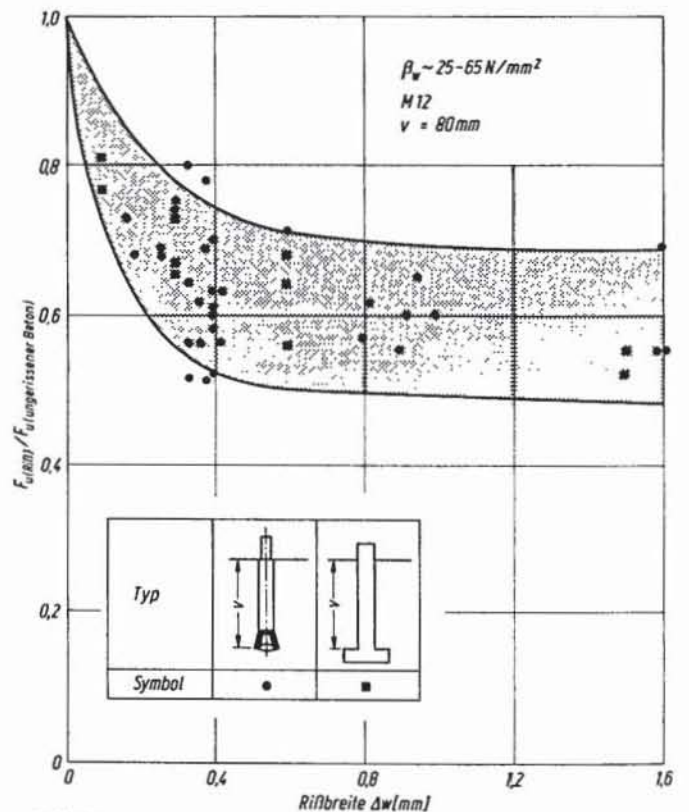 1,0
0,8
0,6
0,4
0,2
0
F_u(Riß) / F_u(ungerissener Beton)
β_w ~ 25-65 N/mm²
M12
v = 80mm
Typ
v
v
Symbol
0
0,4
0,8
1,2
1,6
Rißbreite Δw[mm]